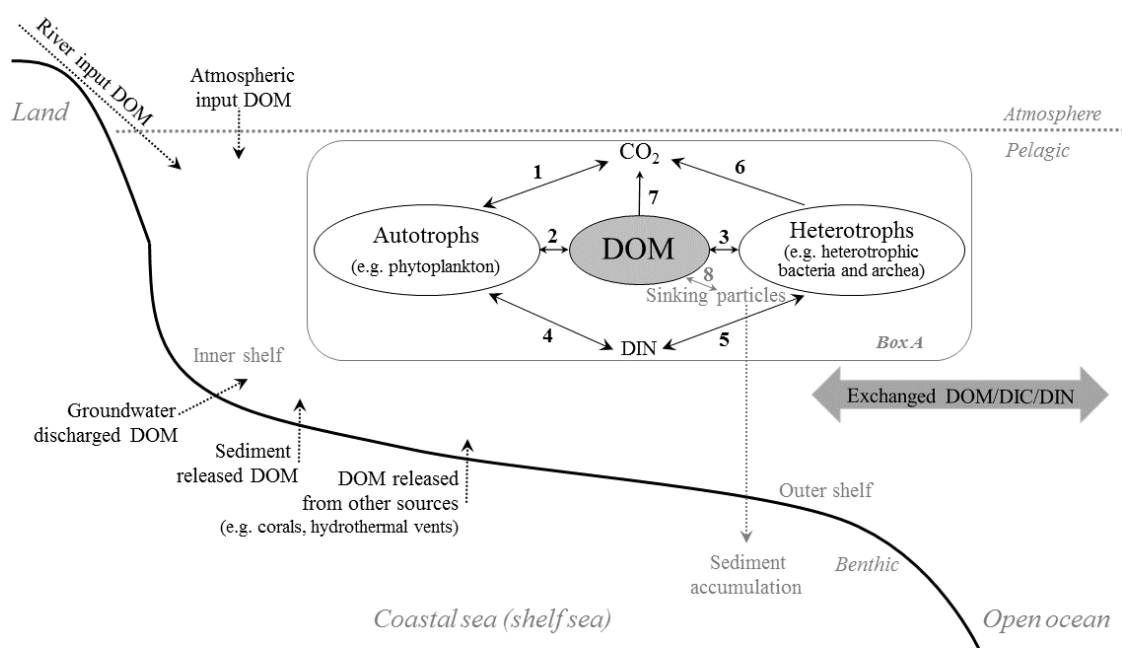 River input DOM
Atmospheric
input DOM
Land
Atmosphere
Pelagic
CO2
1
6
7
Autotrophs
(e.g. phytoplankton)
2
DOM
3
Heterotrophs
(e.g. heterotrophic
bacteria and archea)
8
Sinking particles
4
DIN
5
Box A
Inner shelf
Exchanged DOM/DIC/DIN
Groundwater
discharged DOM
Sediment
released DOM
DOM released
from other sources
(e.g. corals, hydrothermal vents)
Outer shelf
Sediment
accumulation
Benthic
Coastal sea (shelf sea)
Open ocean